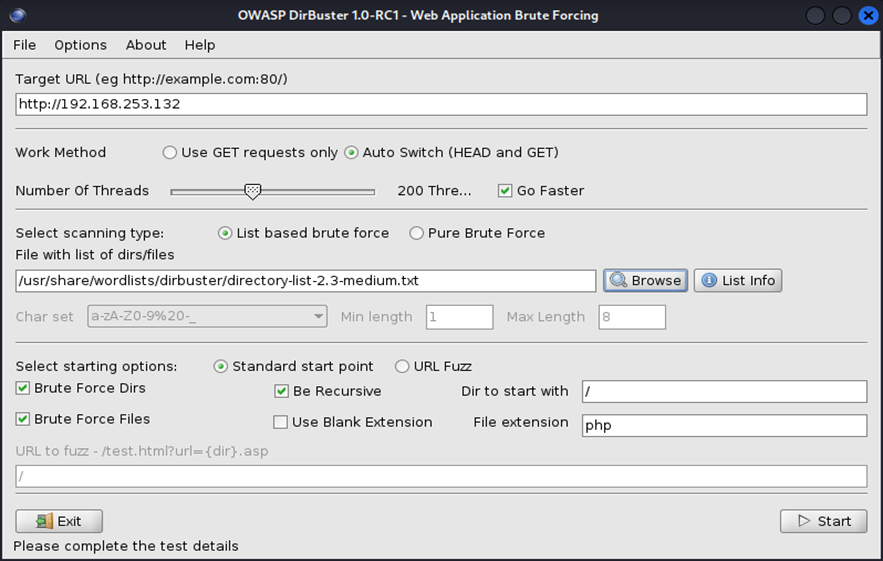 OWASP DirBuster 1.0-RC1 - Web Application Brute Forcing
File Options About Help
Target URL (eg http://example.com:80/)
http://192.168.253.132
Work Method Use GET requests only Auto Switch (HEAD and GET)
Number Of Threads 200 Thre... Go Faster
Select scanning type: List based brute force Pure Brute Force
File with list of dirs/files
/usr/share/wordlists/dirbuster/directory-list-2.3-medium.txt Browse List Info
Char set a-zA-Z0-9%20-_ Min length 1 Max Length 8
Select starting options: Standard start point URL Fuzz
Brute Force Dirs Be Recursive Dir to start with /
Brute Force Files Use Blank Extension File extension php
URL to fuzz - /test.html?url={dir}.asp
/
Exit Start
Please complete the test details